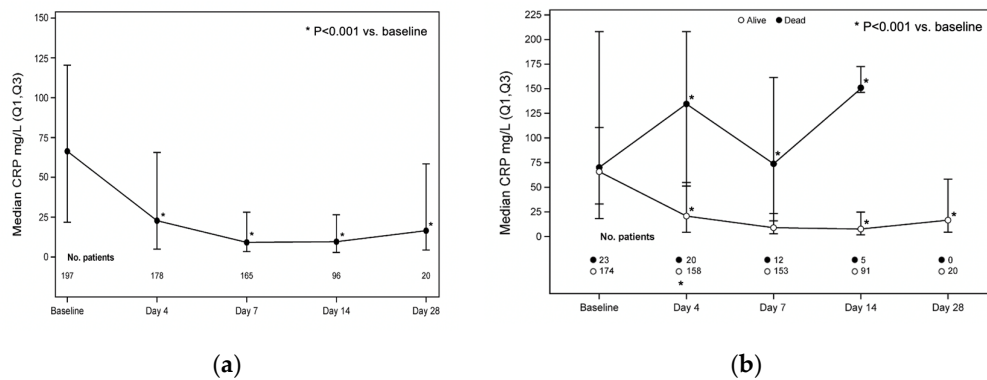 150
* P<0.001 vs. baseline
125
100
75
50
25
0
Median CRP mg/L (Q1,Q3)
No. patients
197 178 165 96 20
Baseline Day 4 Day 7 Day 14 Day 28
(a)
Alive Dead
* P<0.001 vs. baseline
250
225
200
175
150
125
100
75
50
25
0
Median CRP mg/L (Q1,Q3)
* * * * * * * *
No. patients
23 20 12 5 0
174 158 153 91 20
*
Baseline Day 4 Day 7 Day 14 Day 28
(b)